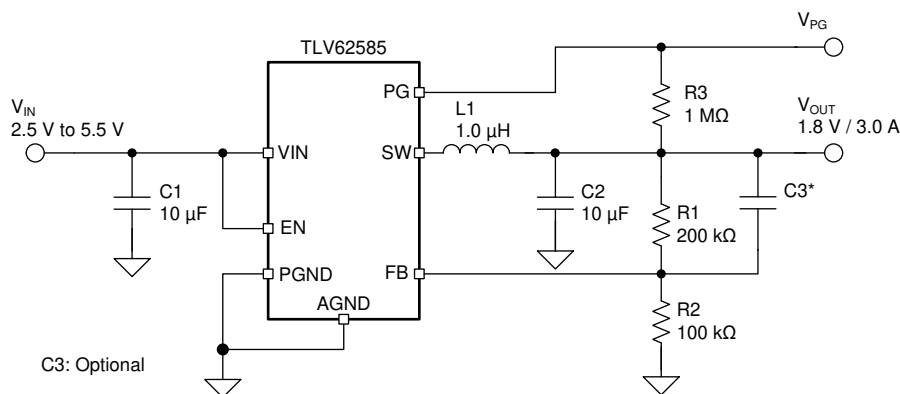 TLV62585
V_PG
PG
L1
1.0 µH
R3
1 MΩ
V_IN
2.5 V to 5.5 V
V_OUT
1.8 V / 3.0 A
VIN
SW
C1
10 µF
C2
10 µF
R1
200 kΩ
C3*
EN
PGND
FB
AGND
R2
100 kΩ
C3: Optional